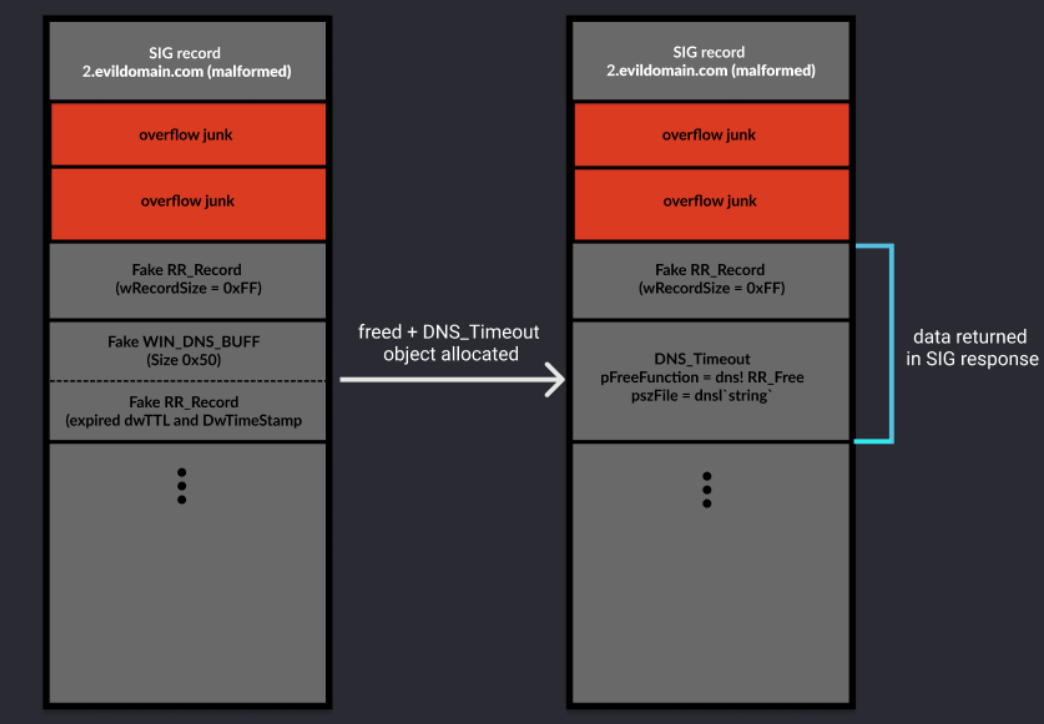 SIG record
2.evildomain.com (malformed)
overflow junk
overflow junk
Fake RR_Record
(wRecordSize = 0xFF)
Fake WIN_DNS_BUFF
(Size 0x50)
Fake RR_Record
(expired dwTTL and DwTimeStamp
freed + DNS_Timeout
object allocated
SIG record
2.evildomain.com (malformed)
overflow junk
overflow junk
Fake RR_Record
(wRecordSize = 0xFF)
DNS_Timeout
pFreeFunction = dns! RR_Free
pszFile = dnsl`string`
data returned
in SIG response